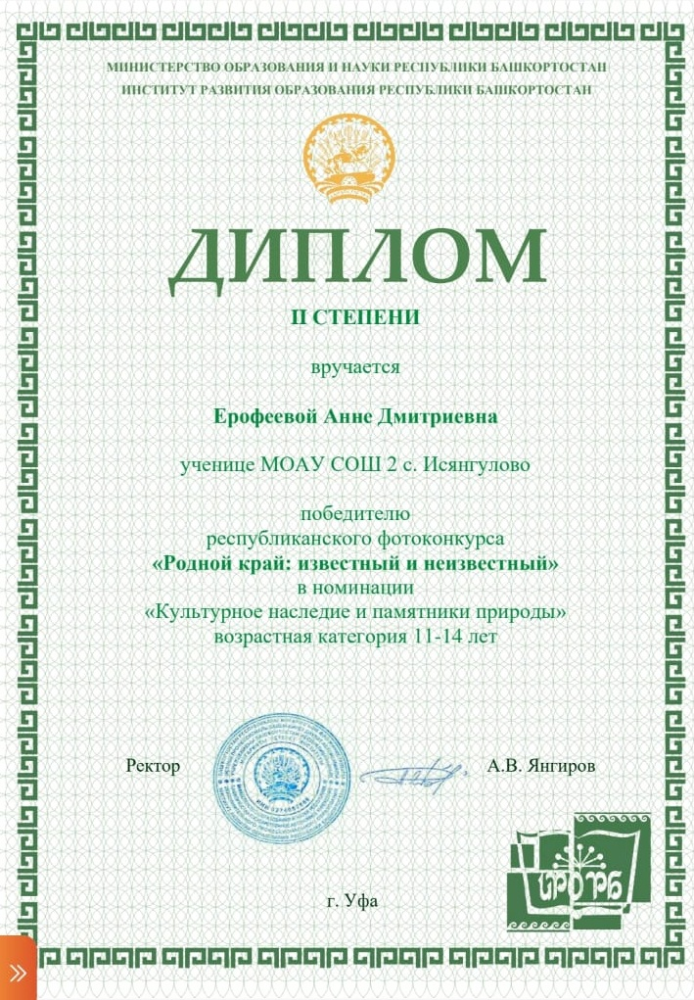 МИНИСТЕРСТВО ОБРАЗОВАНИЯ И НАУКИ РЕСПУБЛИКИ БАШКОРТОСТАН
ИНСТИТУТ РАЗВИТИЯ ОБРАЗОВАНИЯ РЕСПУБЛИКИ БАШКОРТОСТАН
ДИПЛОМ
II СТЕПЕНИ
вручается
Ерофеевой Анне Дмитриевна
ученице МОАУ СОШ 2 с. Исянгулово
победителю
республиканского фотоконкурса
«Родной край: известный и неизвестный»
в номинации
«Культурное наследие и памятники природы»
возрастная категория 11-14 лет
Ректор
А.В. Янгиров
ИРО РБ
г. Уфа